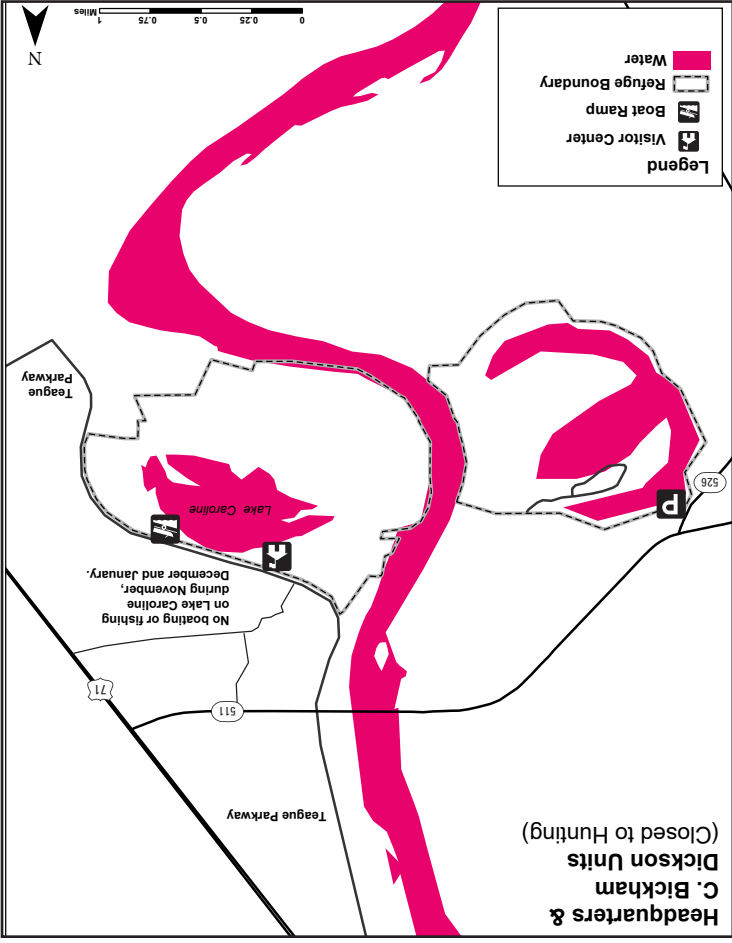 Headquarters &
C. Bickham
Dickson Units
(Closed to Hunting)
Teague Parkway
511
71
No boating or fishing
on Lake Caroline
during November,
December and January.
526
P
Lake Caroline
Teague
Parkway
Legend
Visitor Center
Boat Ramp
Refuge Boundary
Water
N
0 0.25 0.5 0.75 1
Miles